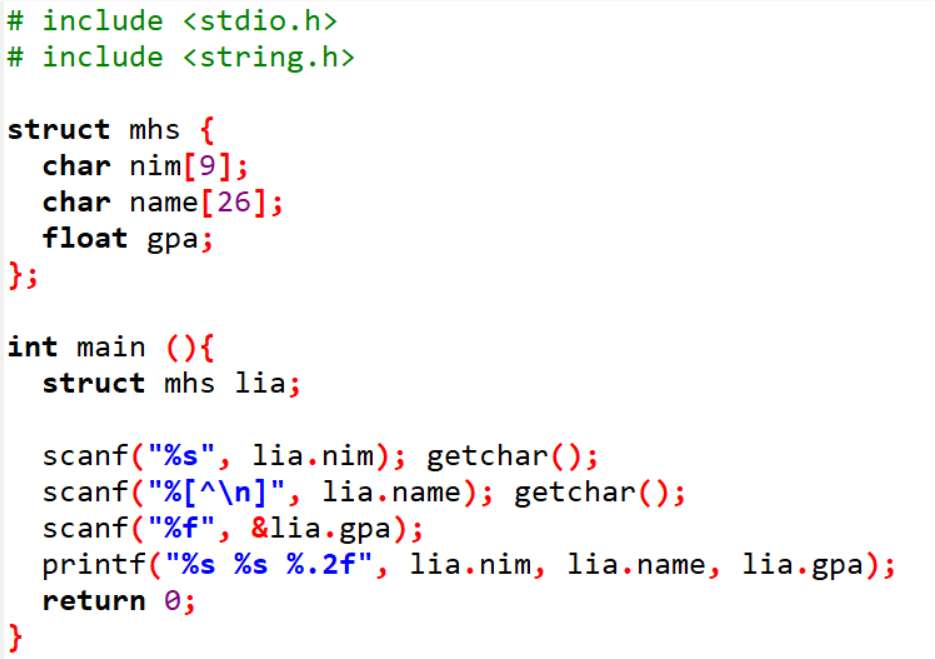 # include <stdio.h>
# include <string.h>
struct mhs {
char nim[9];
char name[26];
float gpa;
};
int main (){
struct mhs lia;
scanf("%s", lia.nim); getchar();
scanf("%[^\n]", lia.name); getchar();
scanf("%f", &lia.gpa);
printf("%s %s %.2f", lia.nim, lia.name, lia.gpa);
return 0;
}